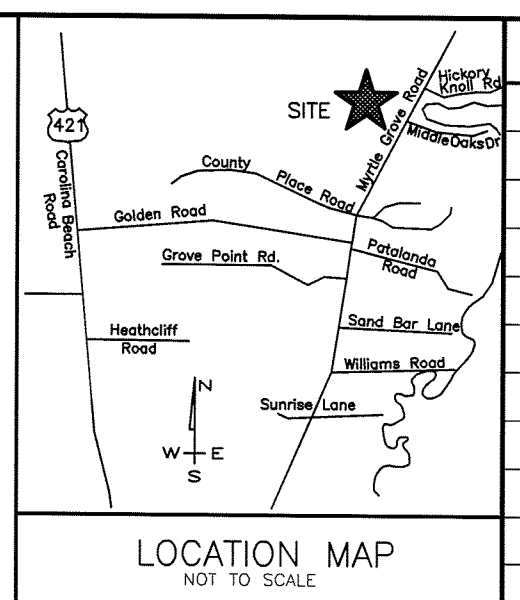 Hickory
Knoll Rd
SITE
Myrtle Grove Road
421
Middle Oaks Dr
County
Place Road
Carolina Beach
Road
Golden Road
Patalanda
Road
Grove Point Rd.
Sand Bar Lane
Heathcliff
Road
Williams Road
N
Sunrise Lane
W E
S
LOCATION MAP
NOT TO SCALE